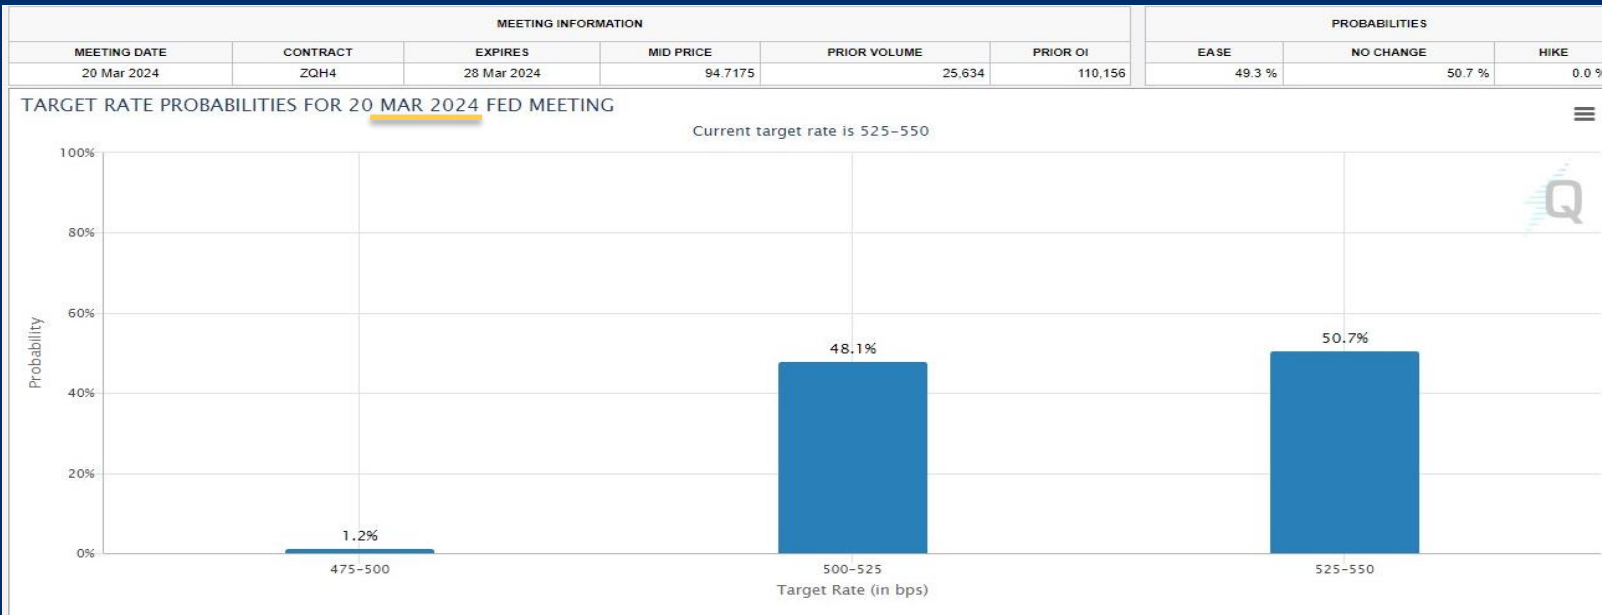 MEETING INFORMATION
PROBABILITIES
MEETING DATE CONTRACT EXPIRES MID PRICE PRIOR VOLUME PRIOR OI EASE NO CHANGE HIKE
20 Mar 2024 ZQH4 28 Mar 2024 94.7175 25,634 110,156 49.3 % 50.7 % 0.0 %
TARGET RATE PROBABILITIES FOR 20 MAR 2024 FED MEETING
Current target rate is 525–550
100%
80%
60%
40%
20%
0%
Probability
1.2%
48.1%
50.7%
475–500
500–525
525–550
Target Rate (in bps)
Q